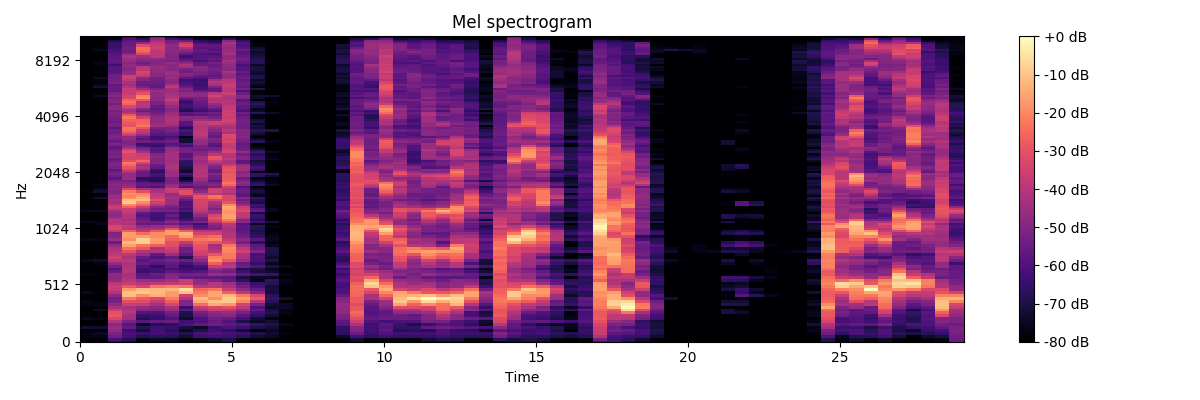 Mel spectrogram
8192
4096
2048
1024
512
0
Hz
0 5 10 15 20 25
Time
+0 dB
-10 dB
-20 dB
-30 dB
-40 dB
-50 dB
-60 dB
-70 dB
-80 dB